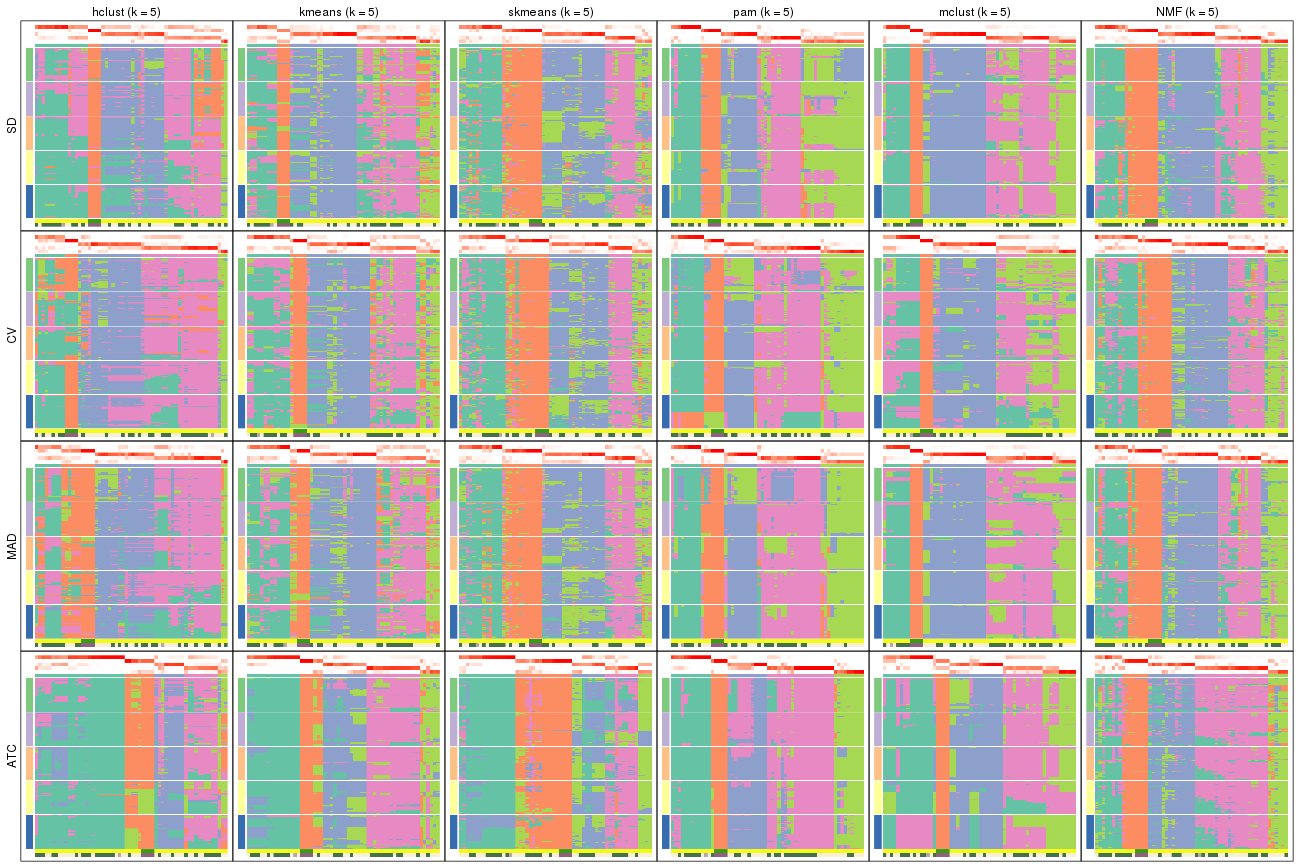 hclust (k = 5) kmeans (k = 5) skmeans (k = 5) pam (k = 5) mclust (k = 5) NMF (k = 5)
SD
CV
MAD
ATC